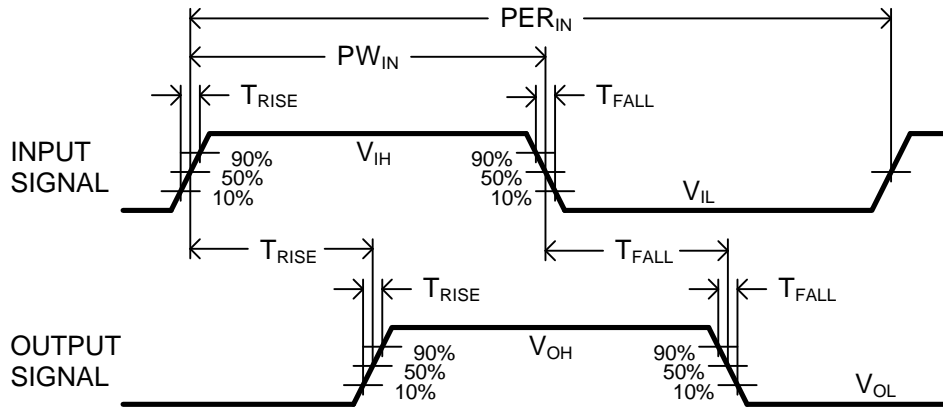 PER_IN
PW_IN
T_RISE
T_FALL
INPUT
SIGNAL
90%
50%
10%
V_IH
90%
50%
10%
V_IL
T_RISE
T_FALL
T_RISE
T_FALL
OUTPUT
SIGNAL
90%
50%
10%
V_OH
90%
50%
10%
V_OL